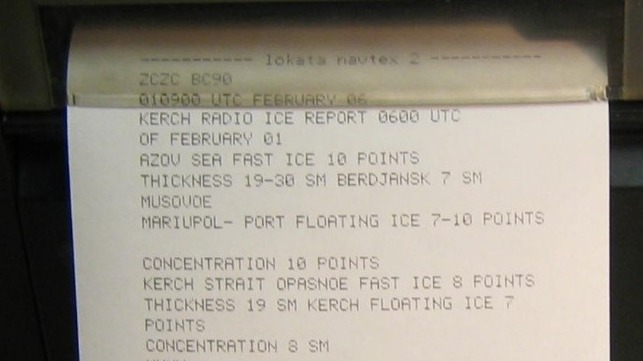 ----------- lokata navtex 2 -----------
ZCZC BC90
010900 UTC FEBRUARY 06
KERCH RADIO ICE REPORT 0600 UTC
OF FEBRUARY 01
AZOV SEA FAST ICE 10 POINTS
THICKNESS 19-30 SM BERDJANSK 7 SM
MUSOVOE
MARIUPOL- PORT FLOATING ICE 7-10 POINTS
CONCENTRATION 10 POINTS
KERCH STRAIT OPASNOE FAST ICE 8 POINTS
THICKNESS 19 SM KERCH FLOATING ICE 7
POINTS
CONCENTRATION 8 SM